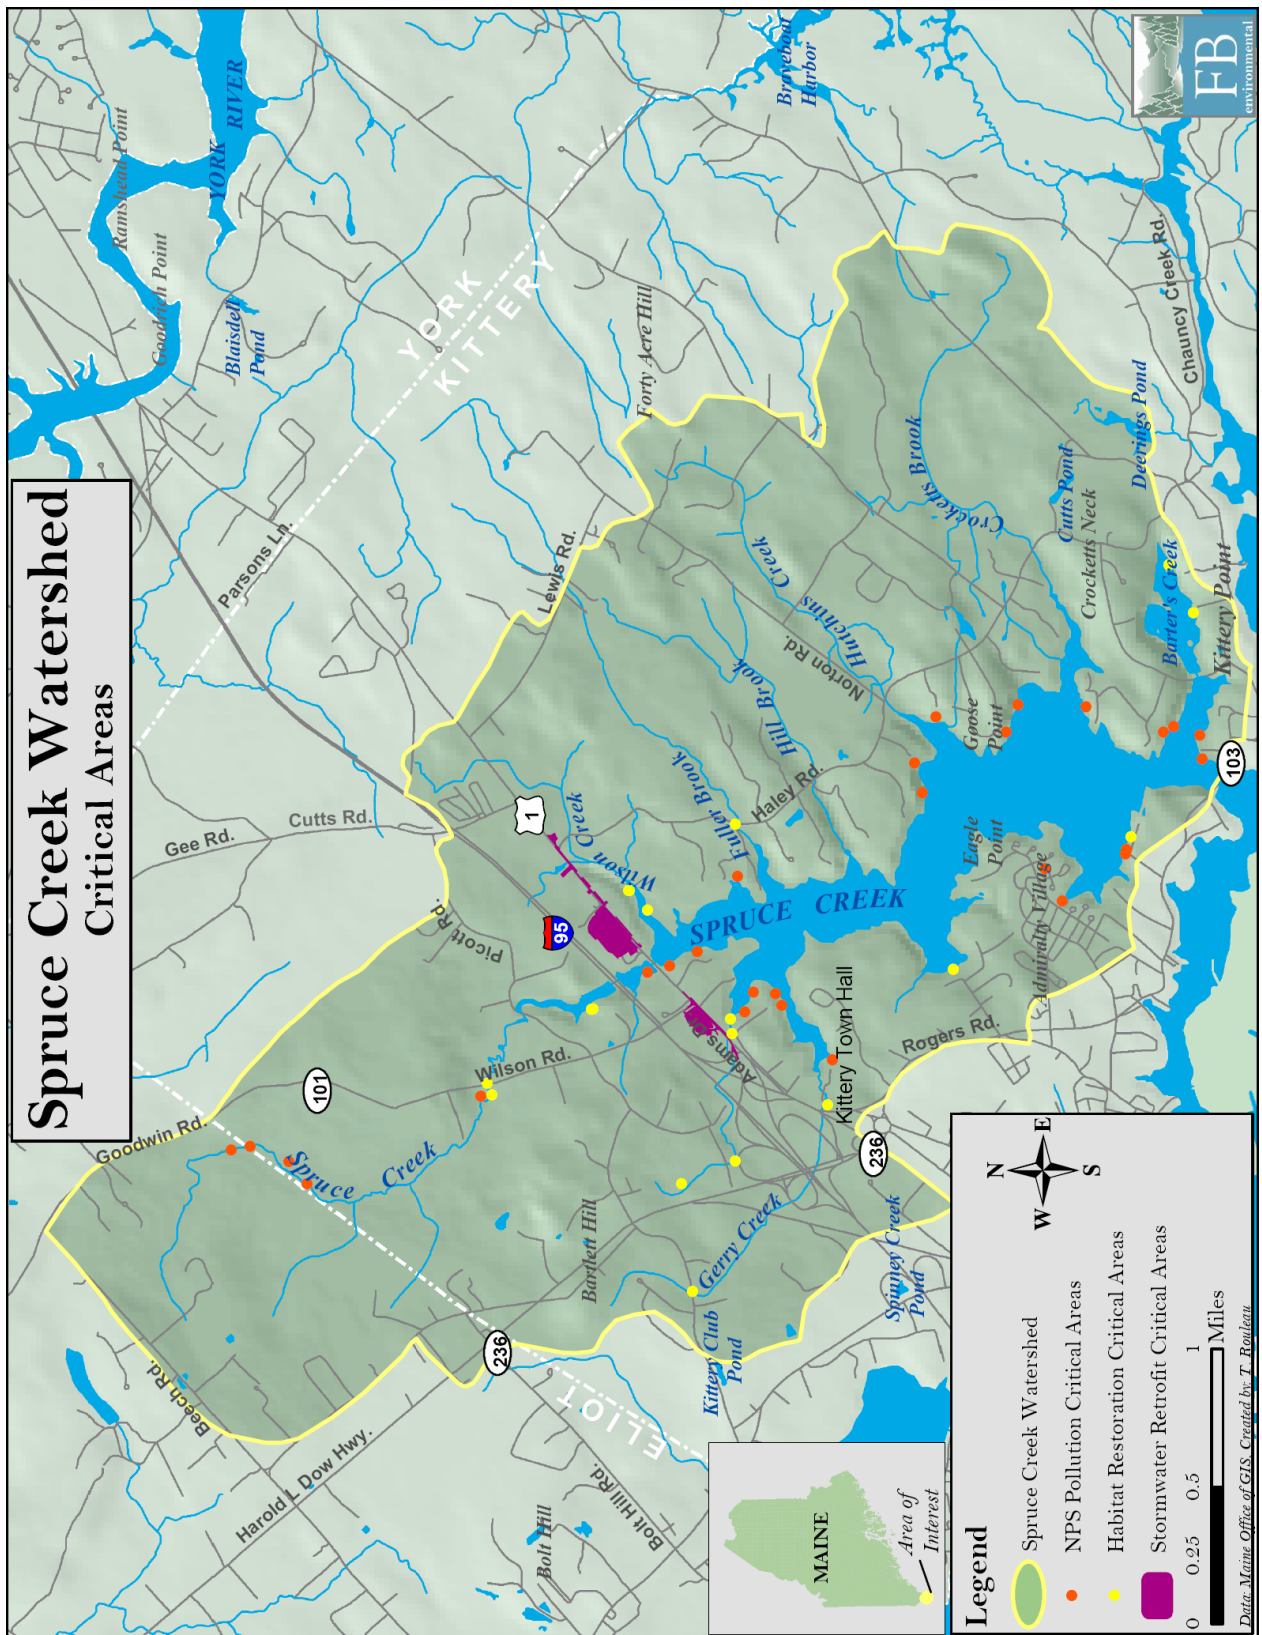 Spruce Creek Watershed
Critical Areas
Ramshead Point
YORK RIVER
Goodrich Point
Blaisdell
Pond
Braveboat
Harbor
YORK
KITTERY
Forty Acre Hill
Parsons Ln.
Lewis Rd.
Gee Rd.
Cutts Rd.
Picott Rd.
1
95
Wilson Creek
Fuller Brook
Hill Brook
Haley Rd.
Norton Rd.
Hutchins Creek
Crocketts Brook
Cutts Pond
Crocketts Neck
Deerings Pond
Chauncy Creek Rd.
Barter's Creek
Kittery Point
103
Goose
Point
Eagle
Point
Admiralty Village
SPRUCE CREEK
Kittery Town Hall
Rogers Rd.
Adams Dr.
Wilson Rd.
101
Goodwin Rd.
Spruce Creek
Bartlett Hill
Gerry Creek
236
Spinney Creek
Pond
Kittery Club
Pond
236
ELIOT
Beech Rd.
Harold L Dow Hwy.
Bolt Hill Rd.
Bolt Hill
MAINE
Area of
Interest
Legend
Spruce Creek Watershed
NPS Pollution Critical Areas
Habitat Restoration Critical Areas
Stormwater Retrofit Critical Areas
N
W E
S
0 0.25 0.5 1
Miles
Data: Maine Office of GIS. Created by: T. Rouleau
FB
environmental